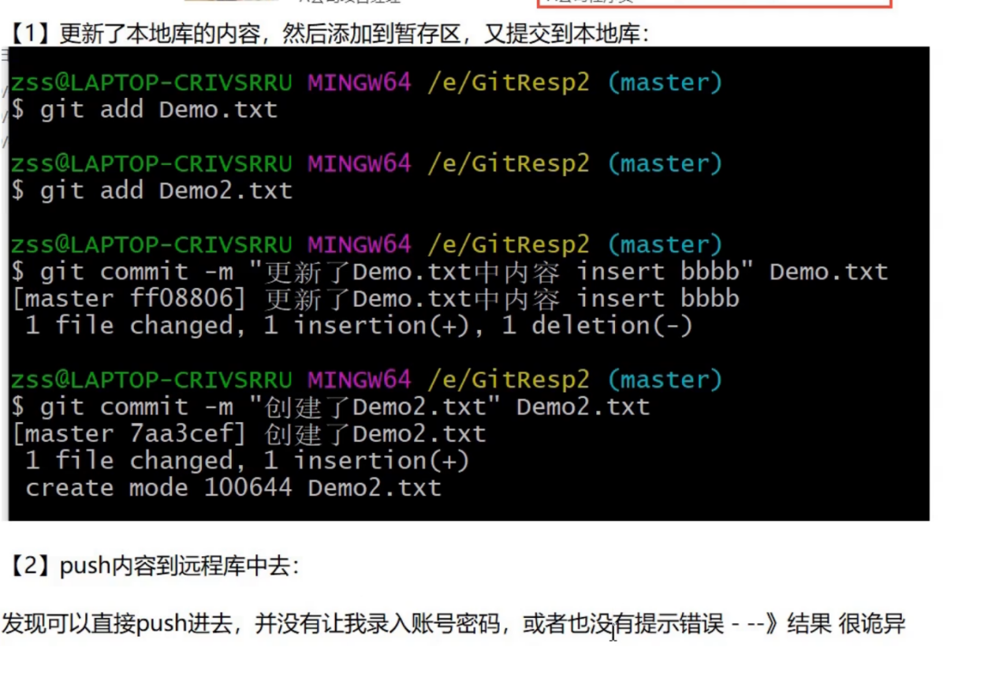 【1】更新了本地库的内容，然后添加到暂存区，又提交到本地库：
zss@LAPTOP-CRIVSRRU MINGW64 /e/GitResp2 (master)
$ git add Demo.txt
zss@LAPTOP-CRIVSRRU MINGW64 /e/GitResp2 (master)
$ git add Demo2.txt
zss@LAPTOP-CRIVSRRU MINGW64 /e/GitResp2 (master)
$ git commit -m "更新了Demo.txt中内容 insert bbbb" Demo.txt
[master ff08806] 更新了Demo.txt中内容 insert bbbb
 1 file changed, 1 insertion(+), 1 deletion(-)
zss@LAPTOP-CRIVSRRU MINGW64 /e/GitResp2 (master)
$ git commit -m "创建了Demo2.txt" Demo2.txt
[master 7aa3cef] 创建了Demo2.txt
 1 file changed, 1 insertion(+)
 create mode 100644 Demo2.txt
【2】push内容到远程库中去：
发现可以直接push进去，并没有让我录入账号密码，或者也没有提示错误 - --》结果 很诡异